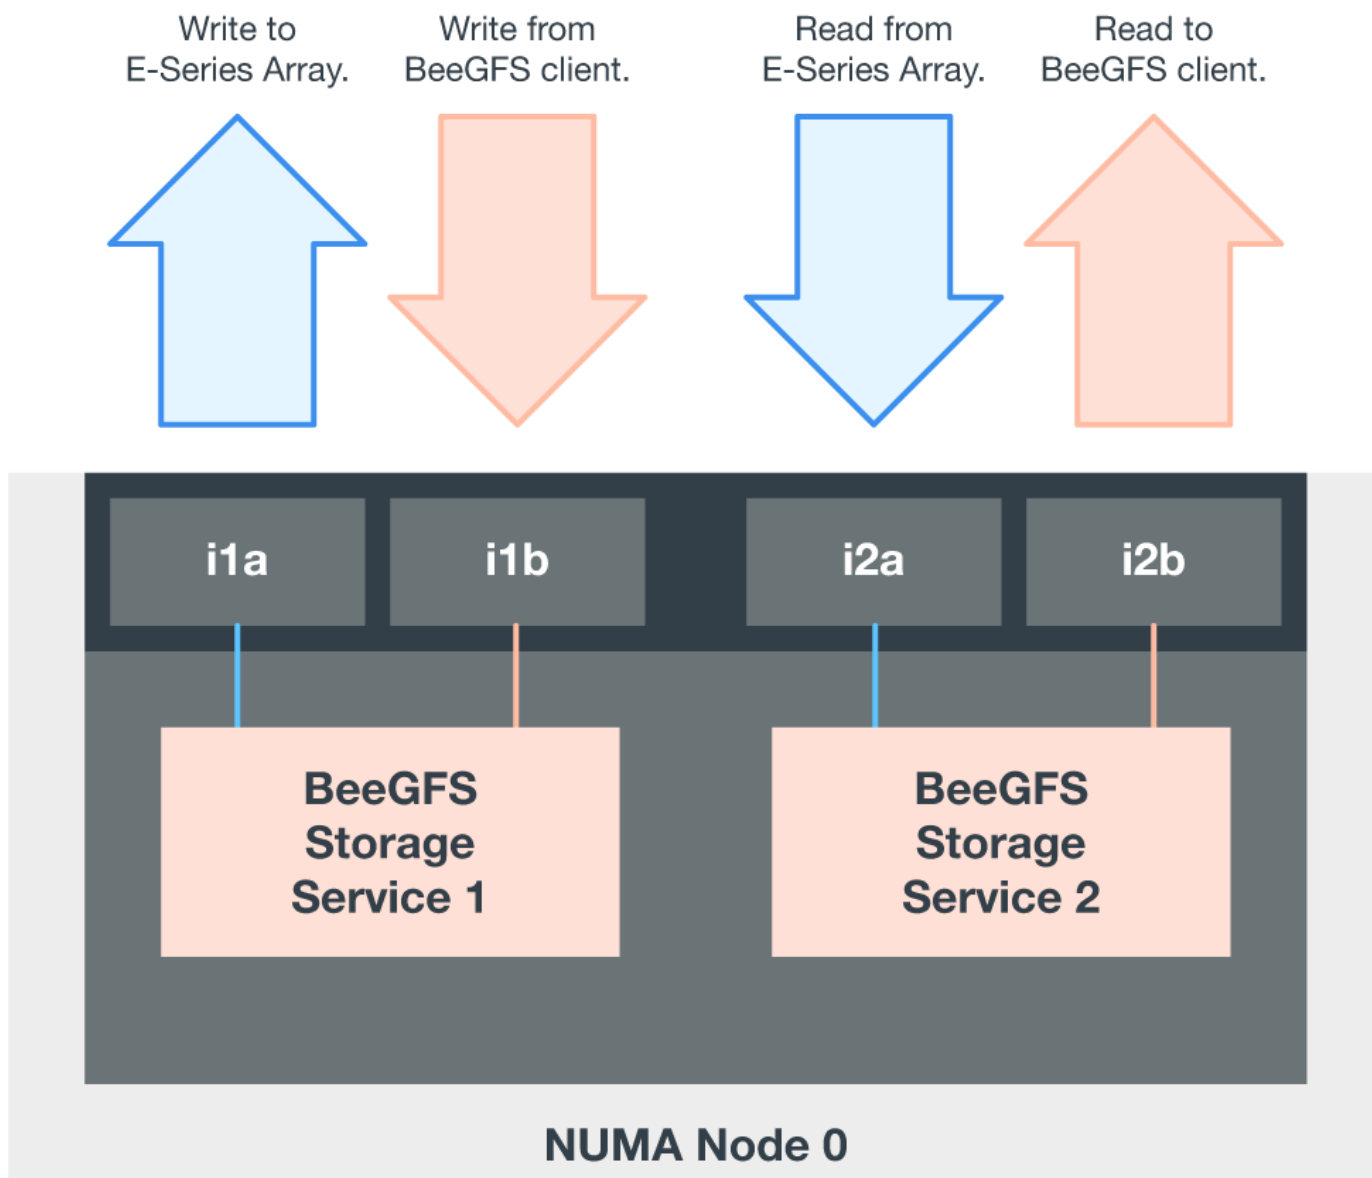 Write to
E-Series Array.
Write from
BeeGFS client.
Read from
E-Series Array.
Read to
BeeGFS client.
i1a
i1b
i2a
i2b
BeeGFS
Storage
Service 1
BeeGFS
Storage
Service 2
NUMA Node 0